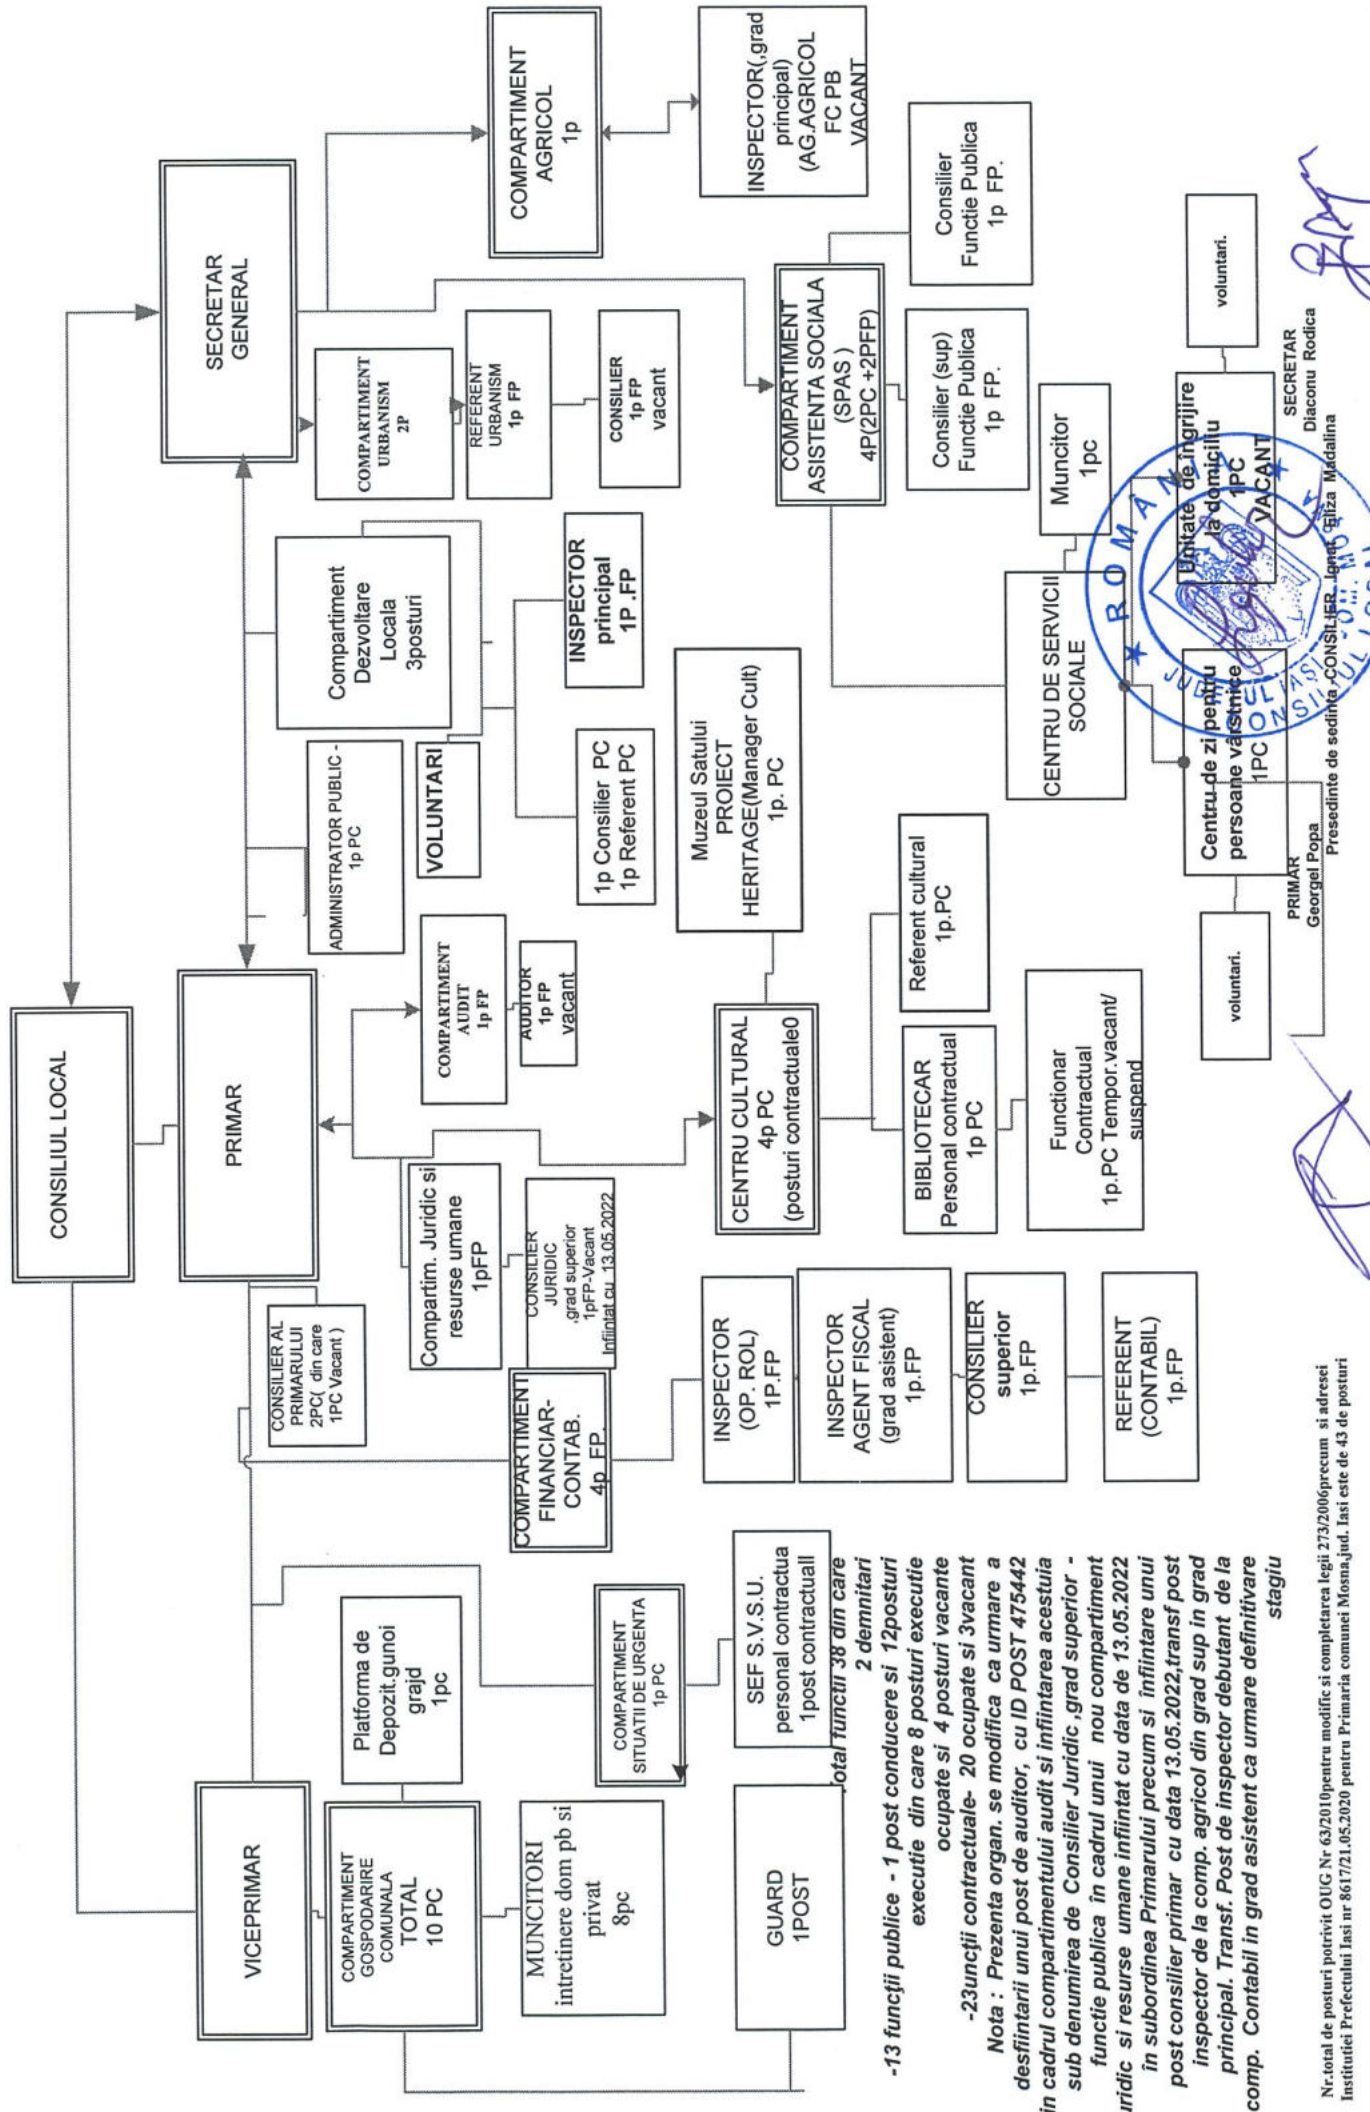 CONSILIUL LOCAL
VICEPRIMAR
PRIMAR
SECRETAR
GENERAL
CONSILIER AL
PRIMARULUI
2PC( din care
1PC Vacant )
ADMINISTRATOR PUBLIC -
1p PC
Compartiment
Dezvoltare
Locala
3posturi
COMPARTIMENT
URBANISM
2P
REFERENT
URBANISM
1p FP
CONSILIER
1p FP
vacant
COMPARTIMENT
GOSPODARIRE
COMUNALA
TOTAL
10 PC
Platforma de
Depozit.gunoi
grajd
1pc
MUNCITORI
intretinere dom pb si
privat
8pc
COMPARTIMENT
SITUATII DE URGENTA
1p PC
SEF S.V.S.U.
personal contractua
1post contractuall
GUARD
1POST
Compartim. Juridic si
resurse umane
1pFP
CONSILIER
JURIDIC
,grad superior
1pFP-Vacant
Infiintat cu 13.05.2022
COMPARTIMENT
FINANCIAR-
CONTAB.
4p FP.
INSPECTOR
(OP. ROL)
1P.FP
INSPECTOR
AGENT FISCAL
(grad asistent)
1p.FP
CONSILIER
superior
1p.FP
REFERENT
(CONTABIL)
1p.FP
COMPARTIMENT
AUDIT
1p FP
AUDITOR
1p FP
vacant
VOLUNTARI
INSPECTOR
principal
1P .FP
1p Consilier PC
1p Referent PC
CENTRU CULTURAL
4p PC
(posturi contractuale0
Muzeul Satului
PROIECT
HERITAGE(Manager Cult)
1p. PC
BIBLIOTECAR
Personal contractual
1p PC
Referent cultural
1p.PC
Functionar
Contractual
1p.PC Tempor.vacant/
suspend
COMPARTIMENT
AGRICOL
1p
INSPECTOR(,grad
principal)
(AG.AGRICOL
FC PB
VACANT
COMPARTIMENT
ASISTENTA SOCIALA
(SPAS )
4P(2PC +2PFP)
Consilier (sup)
Functie Publica
1p FP.
Consilier
Functie Publica
1p FP.
CENTRU DE SERVICII
SOCIALE
Muncitor
1pc
Centru de zi pentru
persoane vârstnice
1PC
Unitate de îngrijire
la domiciliu
1PC
VACANT
voluntari.
voluntari.
.total functii 38 din care
2 demnitari
-13 funcţii publice - 1 post conducere si 12posturi
executie din care 8 posturi executie
ocupate si 4 posturi vacante
-23uncţii contractuale- 20 ocupate si 3vacant
Nota : Prezenta organ. se modifica ca urmare a
desfiintarii unui post de auditor, cu ID POST 475442
in cadrul compartimentului audit si infiintarea acestuia
sub denumirea de Consilier Juridic ,grad superior -
functie publica în cadrul unui nou compartiment
uridic si resurse umane infiintat cu data de 13.05.2022
în subordinea Primarului precum si înfiintare unui
post consilier primar cu data 13.05.2022,transf post
inspector de la comp. agricol din grad sup in grad
principal. Transf. Post de inspector debutant de la
comp. Contabil in grad asistent ca urmare definitivare
stagiu
PRIMAR
Georgel Popa
Presedinte de sedinta,CONSILIER Ignat Eliza Madalina
SECRETAR
Diaconu Rodica
ROMÂNIA
Nr.total de posturi potrivit OUG Nr 63/2010pentru modific si completarea legii 273/2006precum si adresei
Institutiei Prefectului Iasi nr 8617/21.05.2020 pentru Primaria comunei Mosna,jud. Iasi este de 43 de posturi